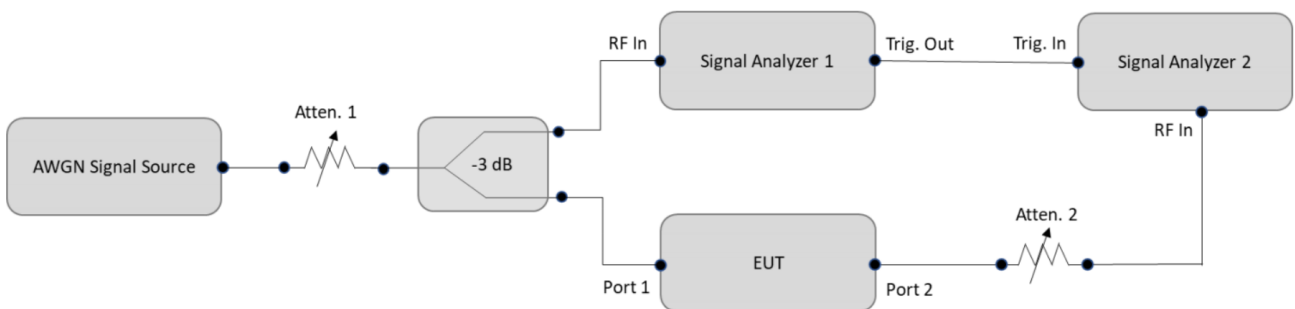 RF In
Signal Analyzer 1
Trig. Out
Trig. In
Signal Analyzer 2
RF In
Atten. 1
AWGN Signal Source
-3 dB
Atten. 2
EUT
Port 1
Port 2